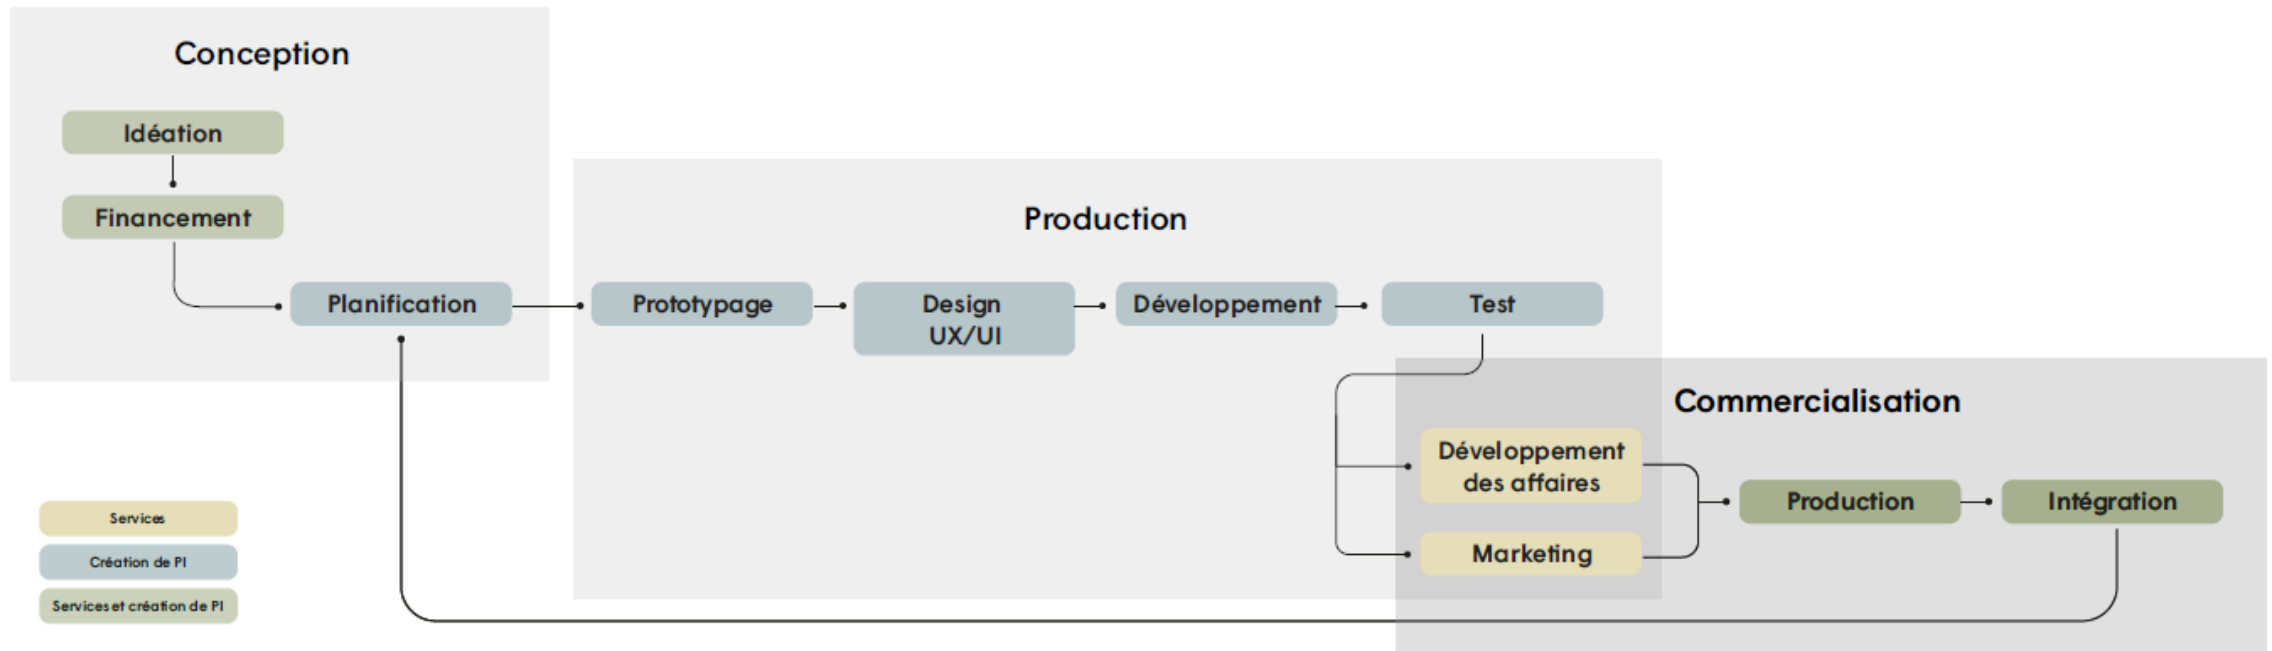 Conception
Idéation
Financement
Planification
Production
Prototypage
Design
UX/UI
Développement
Test
Commercialisation
Développement
des affaires
Marketing
Production
Intégration
Services
Création de PI
Services et création de PI